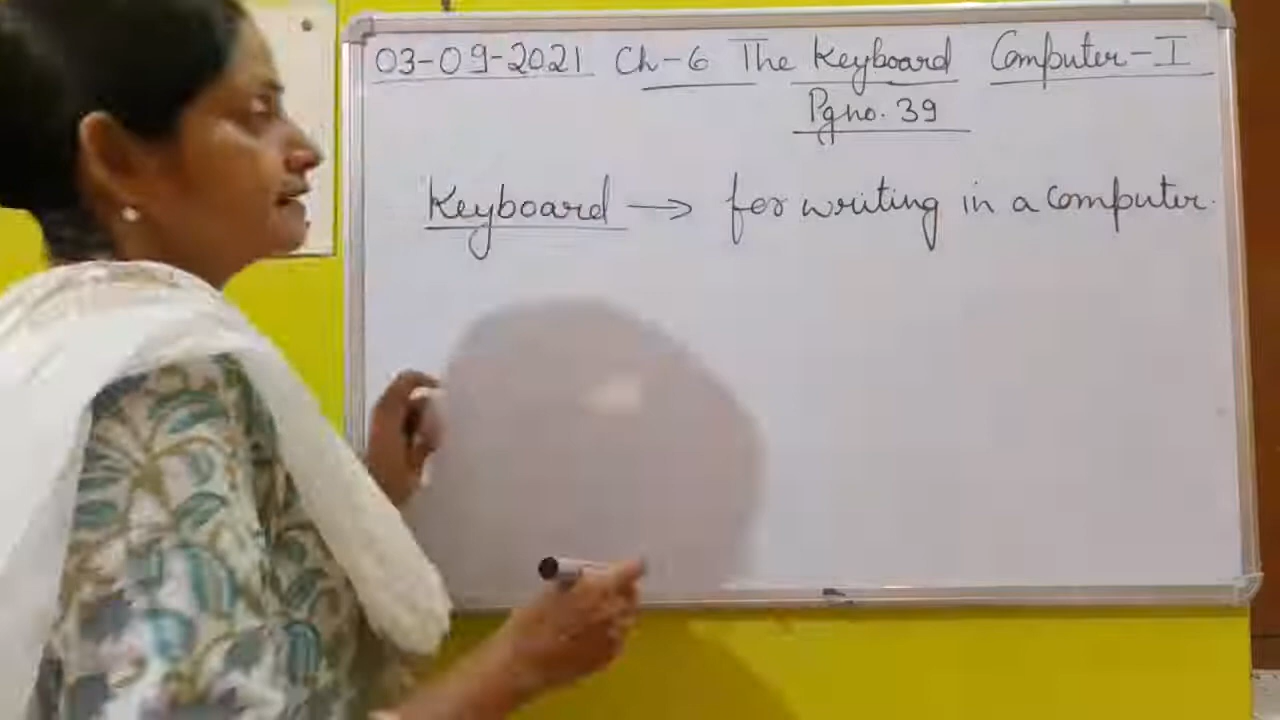 03-09-2021 Ch-6 The Keyboard Computer-I
Pg no. 39
Keyboard → for writing in a computer.